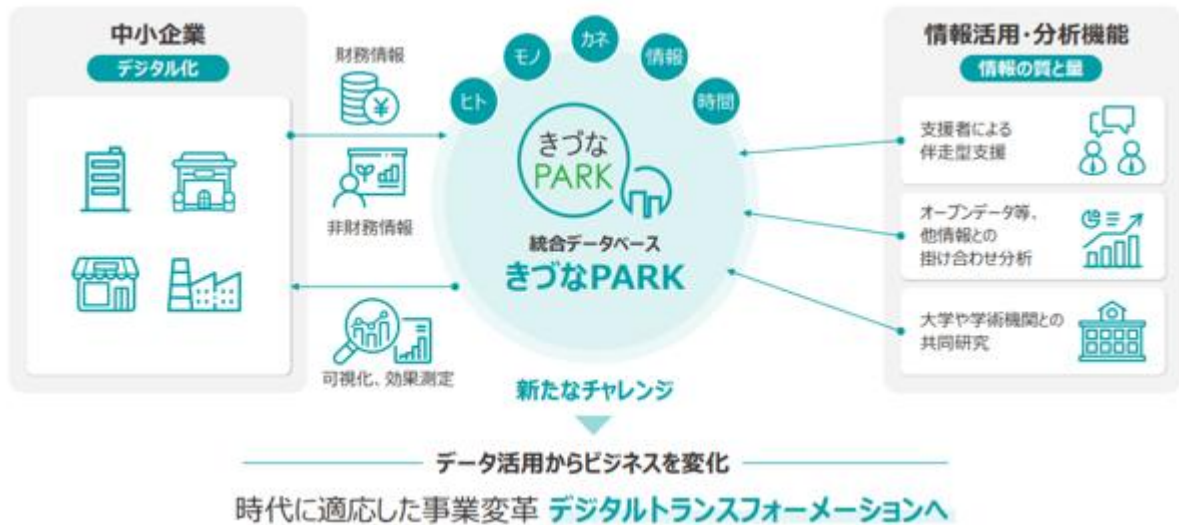 中小企業
デジタル化
財務情報
非財務情報
可視化、効果測定
ヒト
モノ
カネ
情報
時間
きづな
PARK
統合データベース
きづなPARK
新たなチャレンジ
情報活用・分析機能
情報の質と量
支援者による
伴走型支援
オープンデータ等、
他情報との
掛け合わせ分析
大学や学術機関との
共同研究
データ活用からビジネスを変化
時代に適応した事業変革 デジタルトランスフォーメーションへ